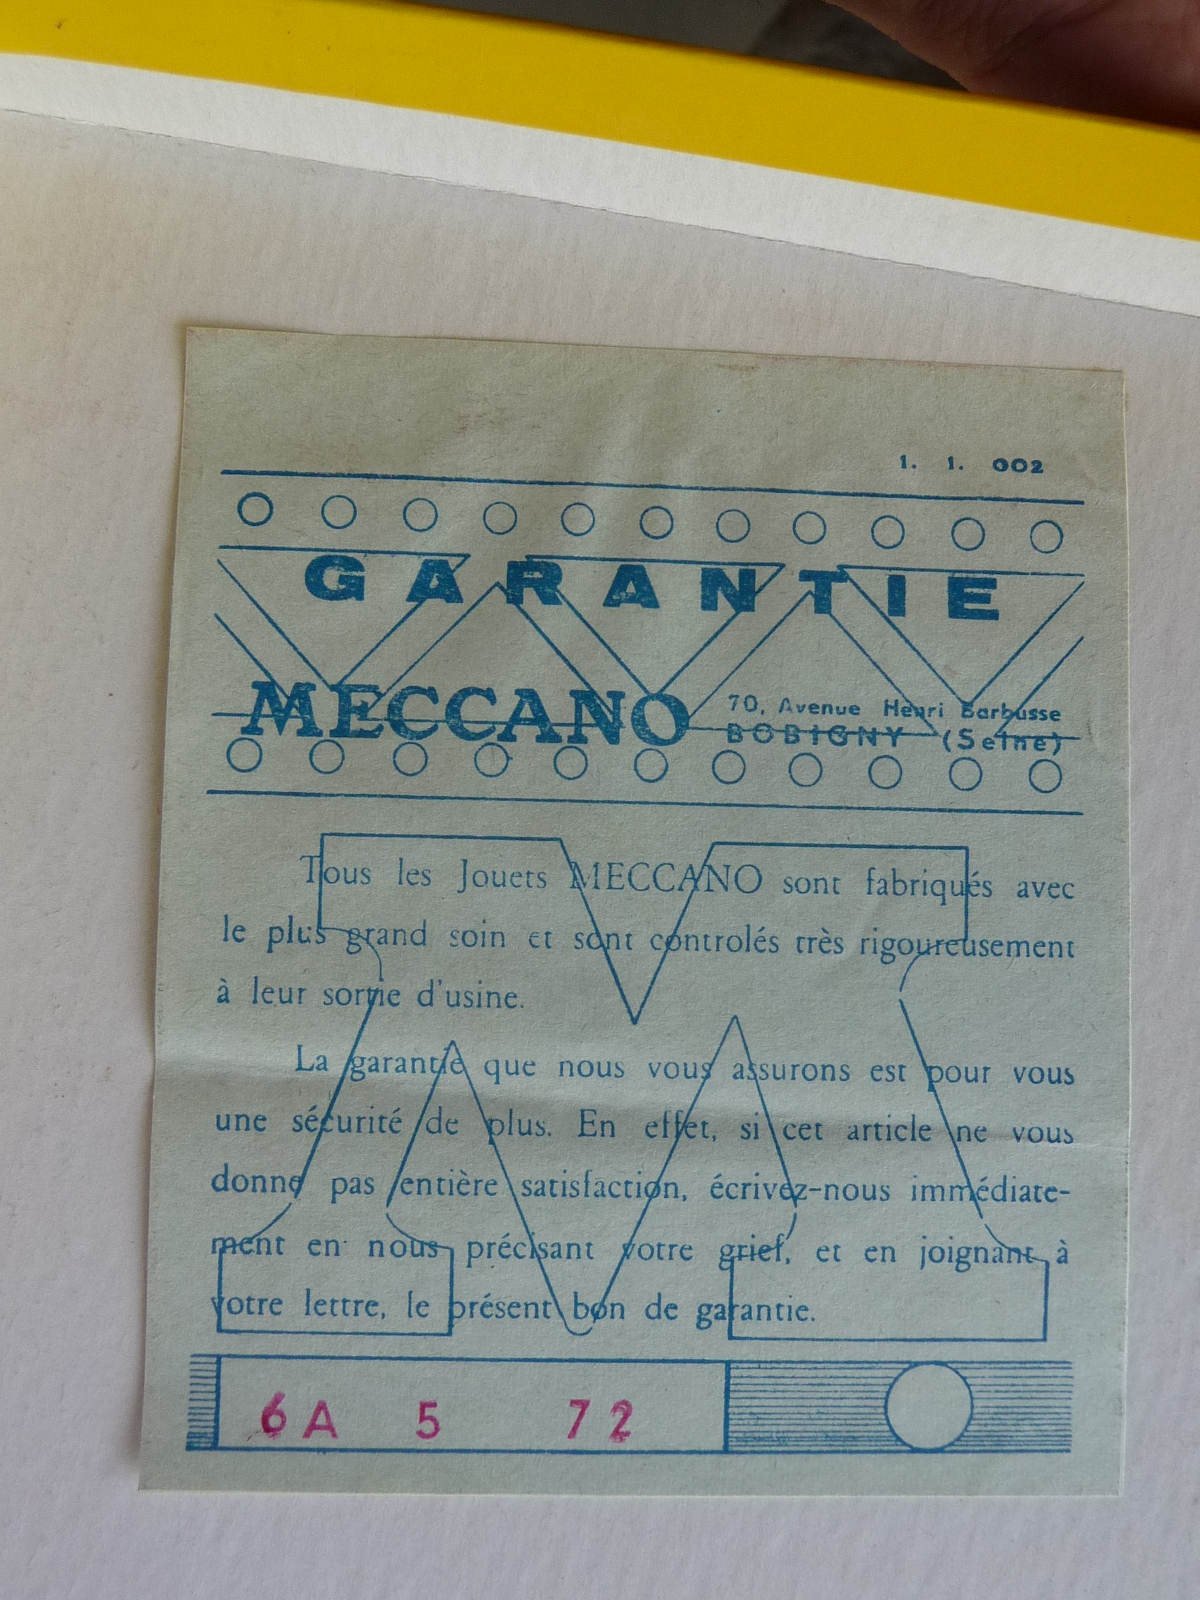 1. 1. 002
GARANTIE
MECCANO 70, Avenue Henri Barbusse
BOBIGNY (Seine)
Tous les Jouets MECCANO sont fabriqués avec
le plus grand soin et sont controlés très rigoureusement
à leur sortie d'usine.
La garantie que nous vous assurons est pour vous
une sécurité de plus. En effet, si cet article ne vous
donne pas entière satisfaction, écrivez-nous immédiate-
ment en nous précisant votre grief, et en joignant à
votre lettre, le présent bon de garantie.
6A 5 72